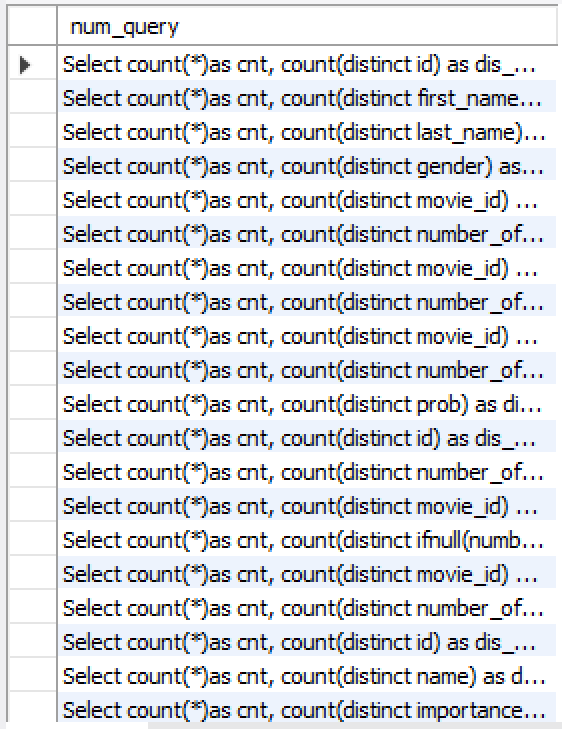 num_query
Select count(*)as cnt, count(distinct id) as dis_...
Select count(*)as cnt, count(distinct first_name...
Select count(*)as cnt, count(distinct last_name)...
Select count(*)as cnt, count(distinct gender) as...
Select count(*)as cnt, count(distinct movie_id) ...
Select count(*)as cnt, count(distinct number_of...
Select count(*)as cnt, count(distinct movie_id) ...
Select count(*)as cnt, count(distinct number_of...
Select count(*)as cnt, count(distinct movie_id) ...
Select count(*)as cnt, count(distinct number_of...
Select count(*)as cnt, count(distinct prob) as di...
Select count(*)as cnt, count(distinct id) as dis_...
Select count(*)as cnt, count(distinct number_of...
Select count(*)as cnt, count(distinct movie_id) ...
Select count(*)as cnt, count(distinct ifnull(numb...
Select count(*)as cnt, count(distinct movie_id) ...
Select count(*)as cnt, count(distinct number_of...
Select count(*)as cnt, count(distinct id) as dis_...
Select count(*)as cnt, count(distinct name) as d...
Select count(*)as cnt, count(distinct importance...